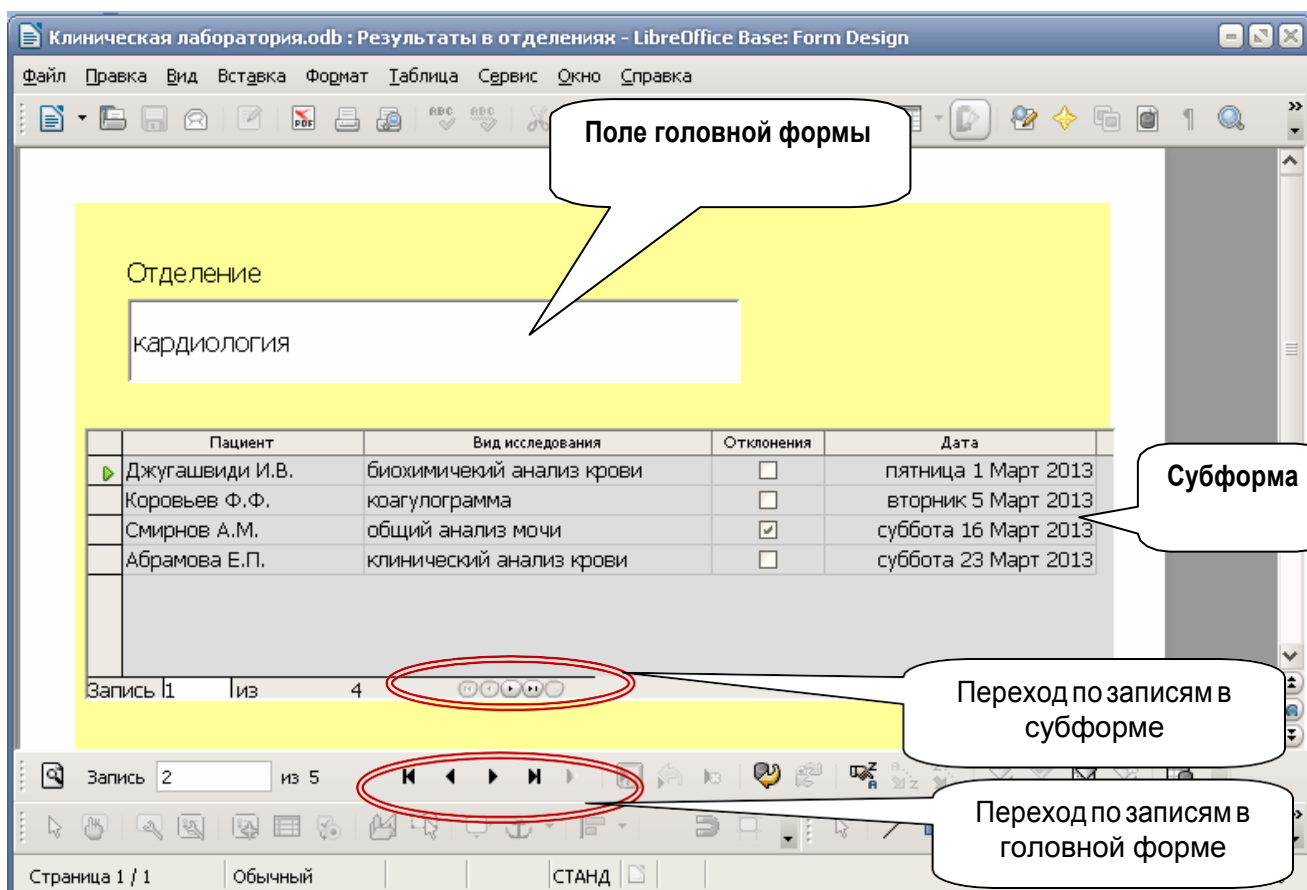 Клиническая лаборатория.odb : Результаты в отделениях - LibreOffice Base: Form Design
Файл Правка Вид Вставка Формат Таблица Сервис Окно Справка
Поле головной формы
Отделение
кардиология
Пациент Вид исследования Отклонения Дата
Джугашвиди И.В. биохимичекий анализ крови пятница 1 Март 2013
Коровьев Ф.Ф. коагулограмма вторник 5 Март 2013
Смирнов А.М. общий анализ мочи суббота 16 Март 2013
Абрамова Е.П. клинический анализ крови суббота 23 Март 2013
Субформа
Запись 1 из 4
Переход по записям в
субформе
Запись 2 из 5
Переход по записям в
головной форме
Страница 1 / 1 Обычный СТАНД